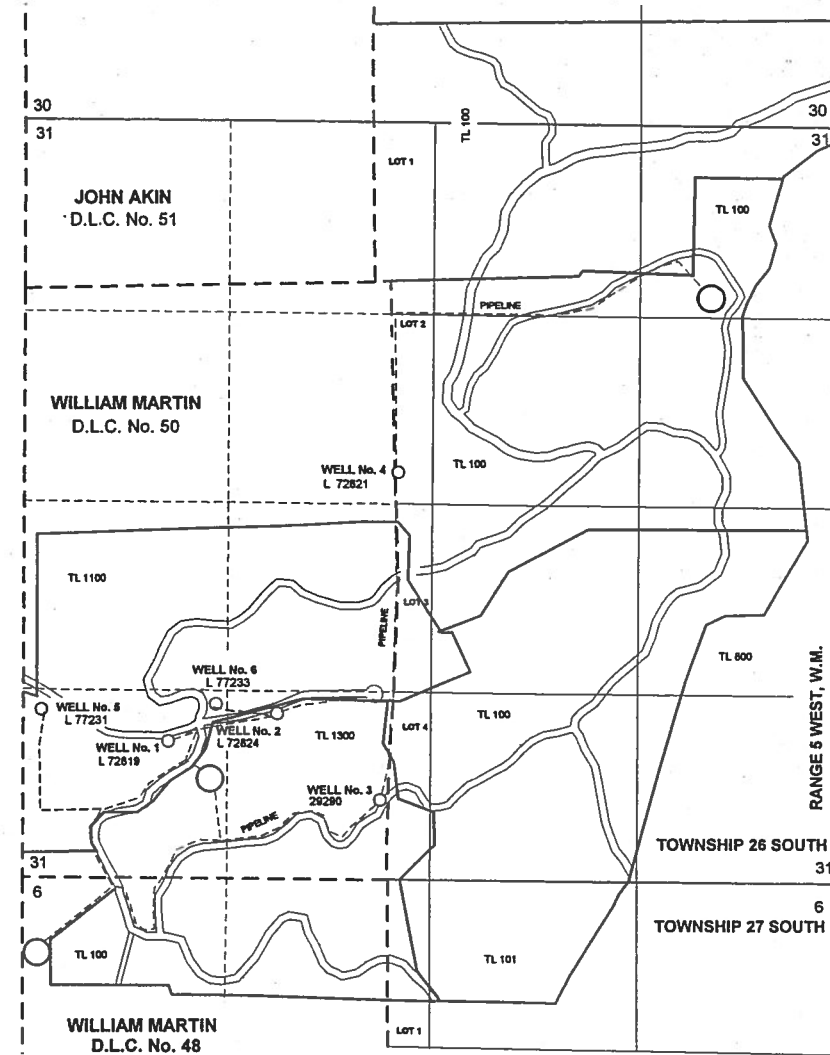 30
30
31
31
TL 100
LOT 1
JOHN AKIN
D.L.C. No. 51
TL 100
PIPELINE
LOT 2
WILLIAM MARTIN
D.L.C. No. 50
TL 100
WELL No. 4
L 72821
TL 1100
LOT 3
PIPELINE
TL 800
RANGE 5 WEST, W.M.
WELL No. 6
L 77233
WELL No. 5
L 77231
WELL No. 1
L 72819
WELL No. 2
L 72824
TL 1300
LOT 4
TL 100
WELL No. 3
29290
PIPELINE
TOWNSHIP 26 SOUTH
31
31
6
6
TOWNSHIP 27 SOUTH
TL 100
TL 101
WILLIAM MARTIN
D.L.C. No. 48
LOT 1